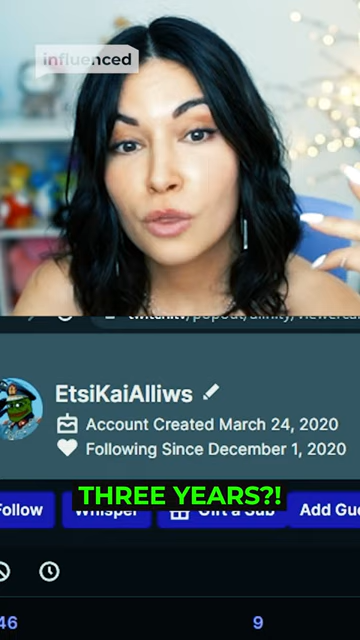 influenced
EtsiKaiAlliws
Account Created March 24, 2020
Following Since December 1, 2020
THREE YEARS?!
Follow
Whisper
Gift a Sub
Add Gue
46
9